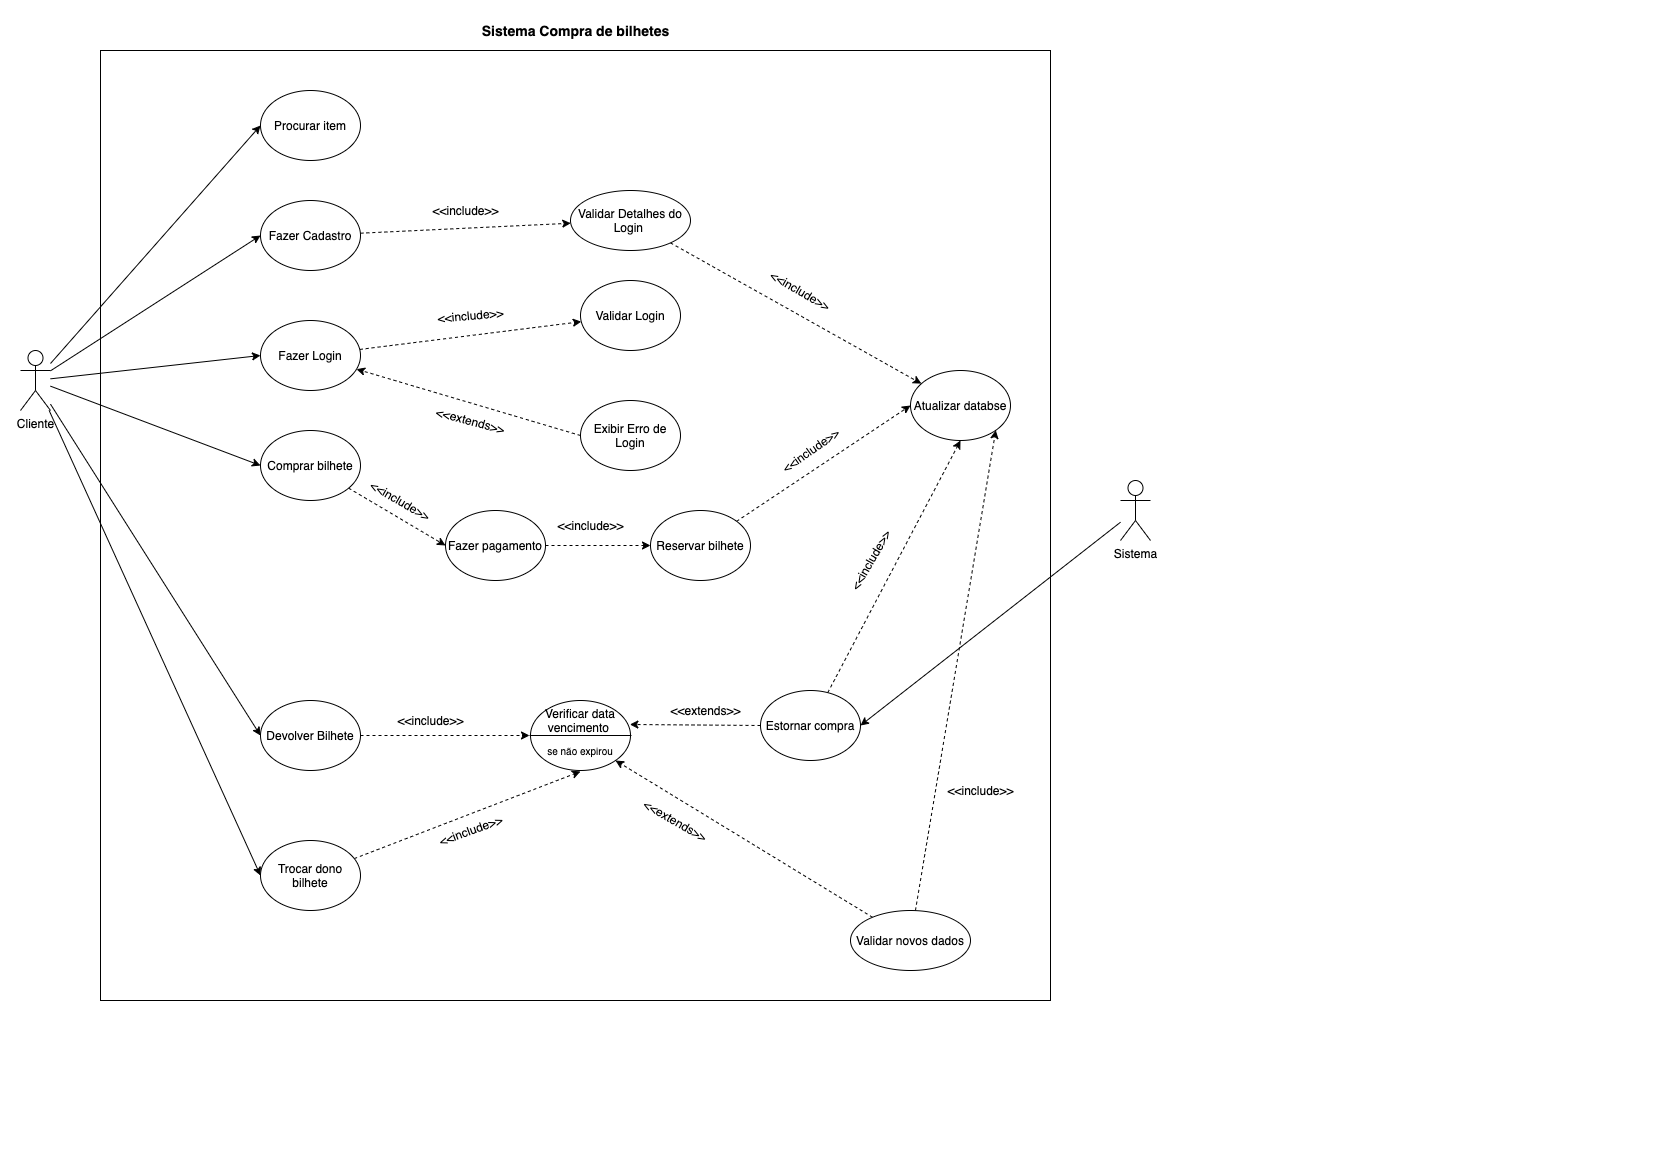 Sistema Compra de bilhetes
Procurar item
Fazer Cadastro
<<include>>
Validar Detalhes do
Login
<<include>>
Fazer Login
<<include>>
Validar Login
<<extends>>
Exibir Erro de
Login
Atualizar databse
Cliente
Comprar bilhete
<<include>>
Fazer pagamento
<<include>>
Reservar bilhete
<<include>>
<<include>>
Sistema
Devolver Bilhete
<<include>>
Verificar data
vencimento
se não expirou
<<extends>>
Estornar compra
<<include>>
<<extends>>
<<include>>
Trocar dono
bilhete
Validar novos dados